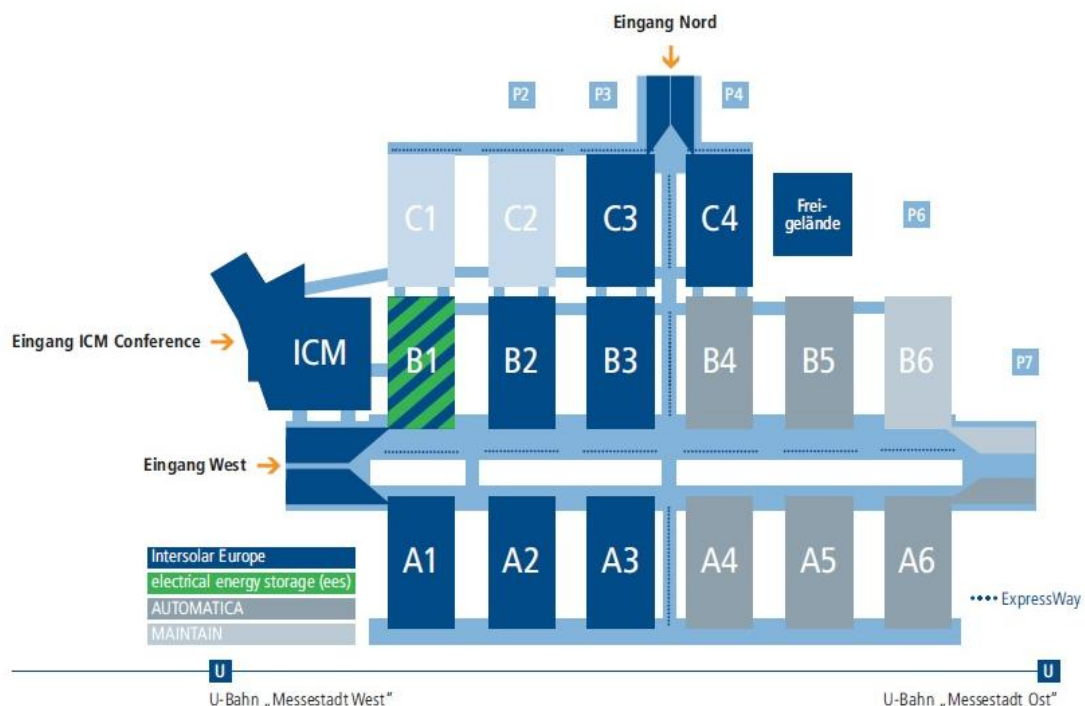 Eingang Nord
P2
P3
P4
C1
C2
C3
C4
Frei-
gelände
P6
Eingang ICM Conference
ICM
B1
B2
B3
B4
B5
B6
P7
Eingang West
A1
A2
A3
A4
A5
A6
Intersolar Europe
electrical energy storage (ees)
AUTOMATICA
MAINTAIN
ExpressWay
U
U
U-Bahn „Messestadt West“
U-Bahn „Messestadt Ost“